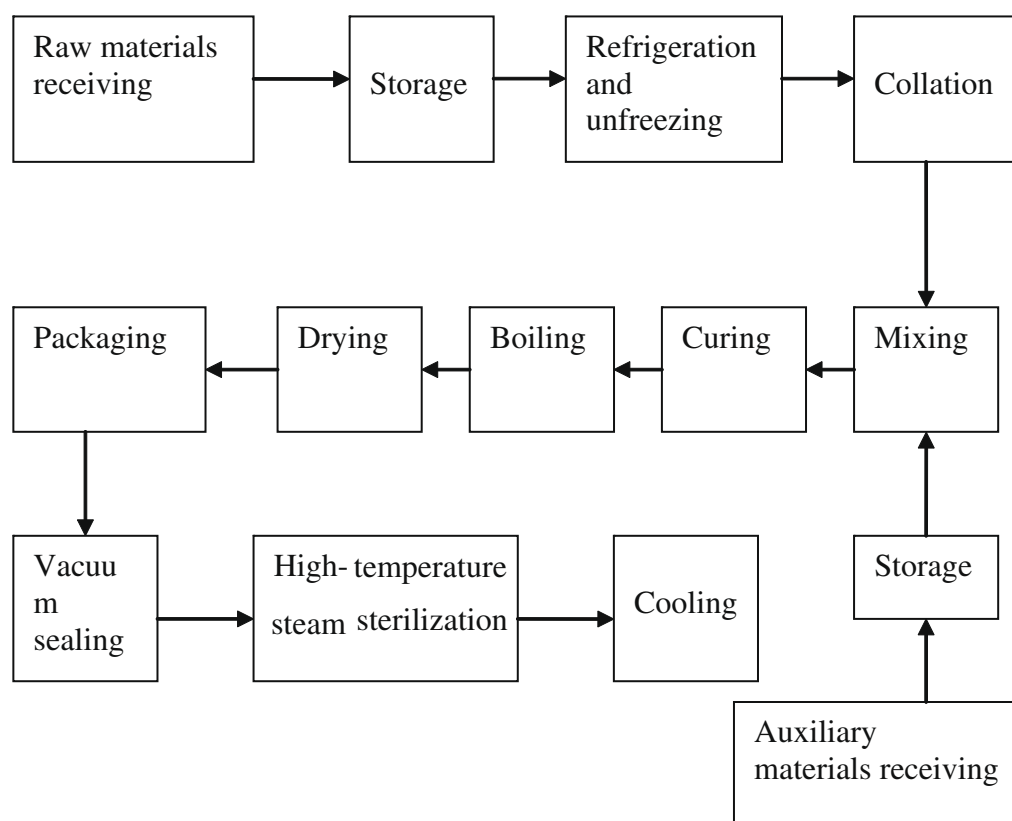 Raw materials
receiving
Storage
Refrigeration
and
unfreezing
Collation
Packaging
Drying
Boiling
Curing
Mixing
Vacuu
m
sealing
High-temperature
steam sterilization
Cooling
Storage
Auxiliary
materials receiving